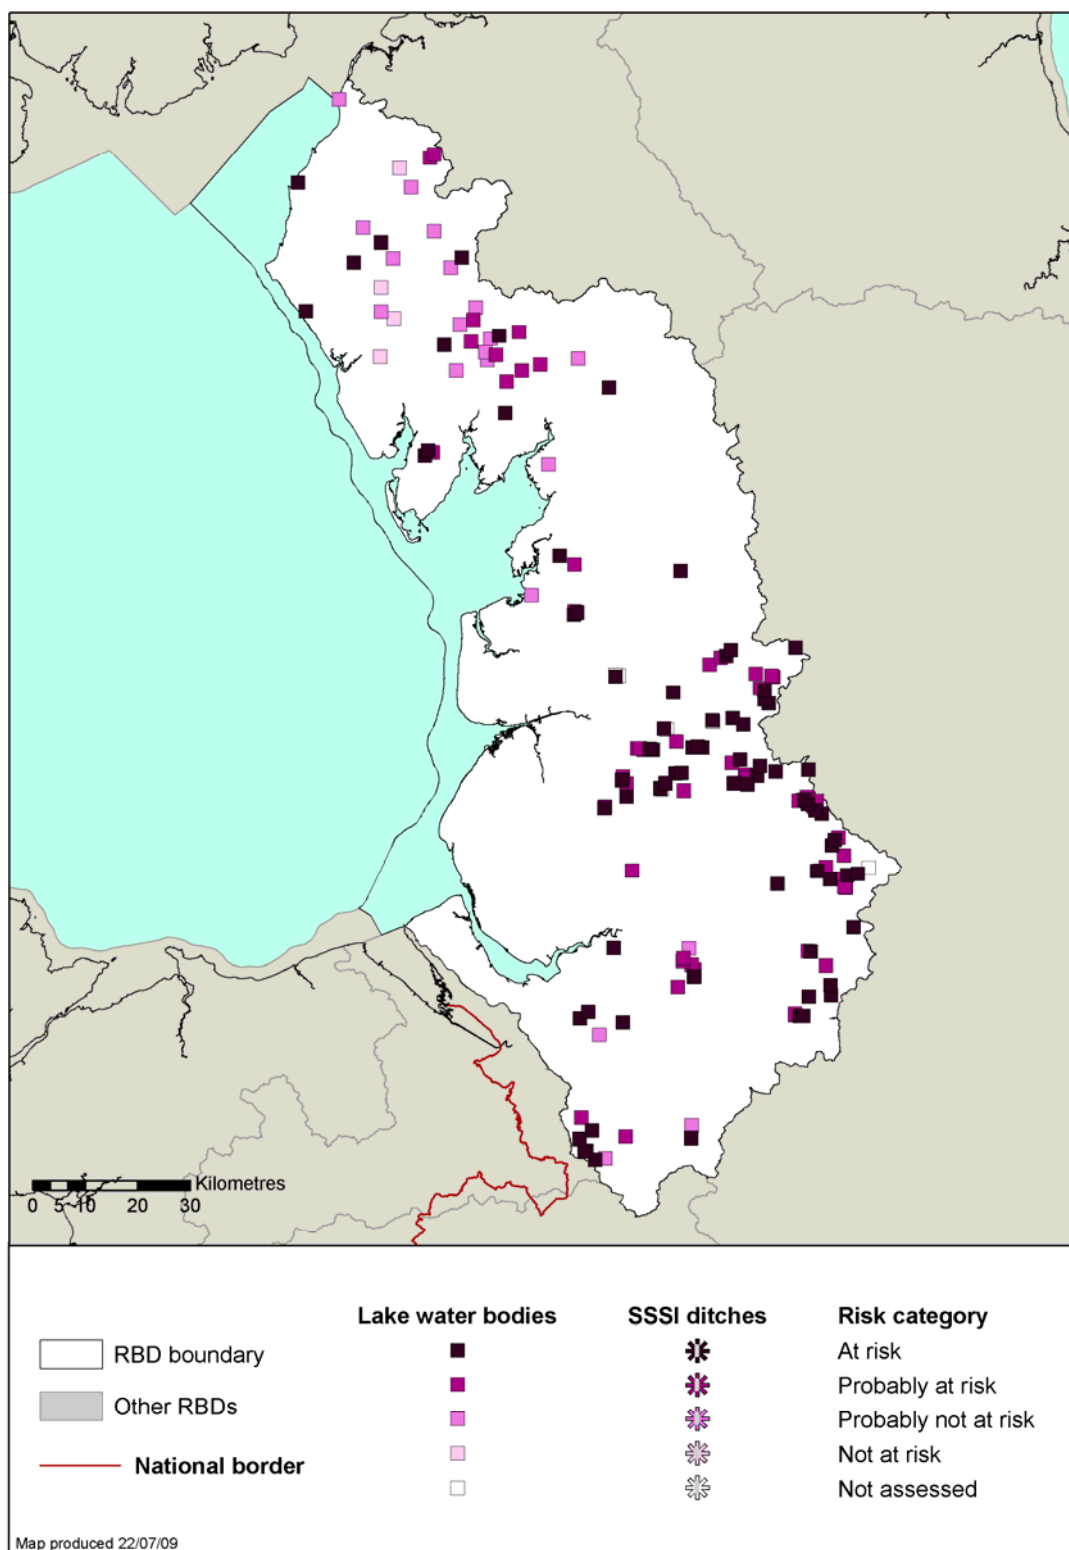 Kilometres
0 5 10 20 30
Lake water bodies SSSI ditches Risk category
RBD boundary At risk
Probably at risk
Other RBDs Probably not at risk
National border Not at risk
Not assessed
Map produced 22/07/09